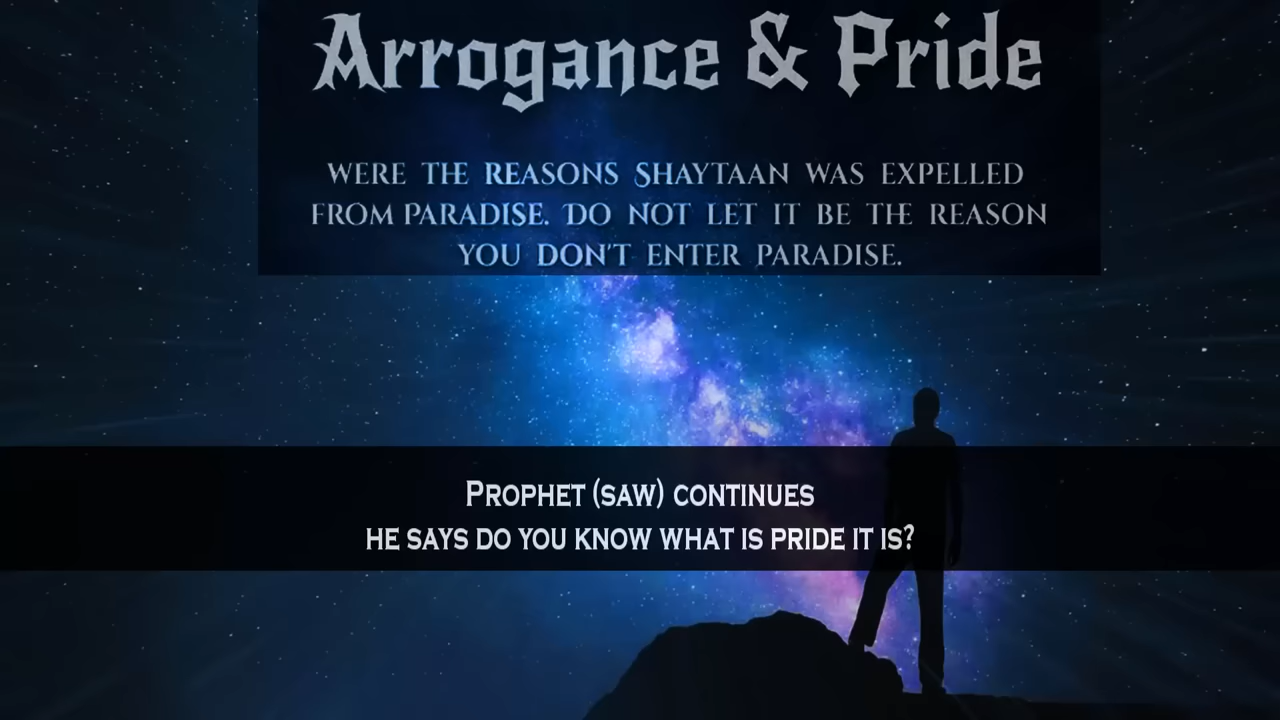 Arrogance & Pride
WERE THE REASONS SHAYTAAN WAS EXPELLED
FROM PARADISE. DO NOT LET IT BE THE REASON
YOU DON'T ENTER PARADISE.
PROPHET (SAW) CONTINUES
HE SAYS DO YOU KNOW WHAT IS PRIDE IT IS?